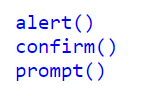 alert()
confirm()
prompt()